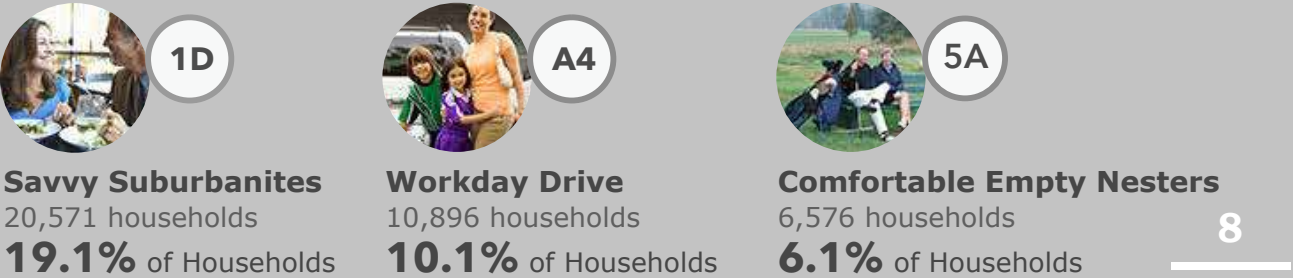 1D
A4
5A
Savvy Suburbanites
20,571 households
19.1% of Households
Workday Drive
10,896 households
10.1% of Households
Comfortable Empty Nesters
6,576 households
6.1% of Households
8